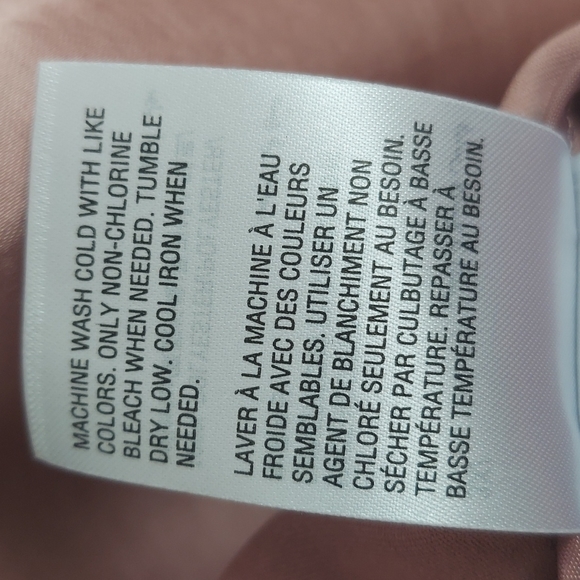 MACHINE WASH COLD WITH LIKE
COLORS. ONLY NON-CHLORINE
BLEACH WHEN NEEDED. TUMBLE
DRY LOW. COOL IRON WHEN
NEEDED.
LAVER À LA MACHINE À L'EAU
FROIDE AVEC DES COULEURS
SEMBLABLES. UTILISER UN
AGENT DE BLANCHIMENT NON
CHLORÉ SEULEMENT AU BESOIN.
SÉCHER PAR CULBUTAGE À BASSE
TEMPÉRATURE. REPASSER À
BASSE TEMPÉRATURE AU BESOIN.